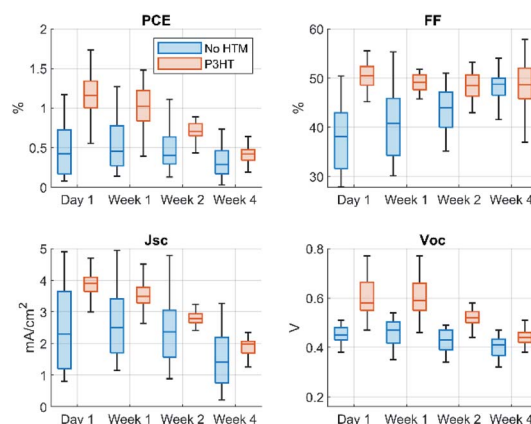 PCE
No HTM
P3HT
2
1.5
1
0.5
0
%
Day 1 Week 1 Week 2 Week 4
FF
60
50
40
30
%
Day 1 Week 1 Week 2 Week 4
Jsc
5
4
3
2
1
0
mA/cm²
Day 1 Week 1 Week 2 Week 4
Voc
0.8
0.6
0.4
0.2
V
Day 1 Week 1 Week 2 Week 4